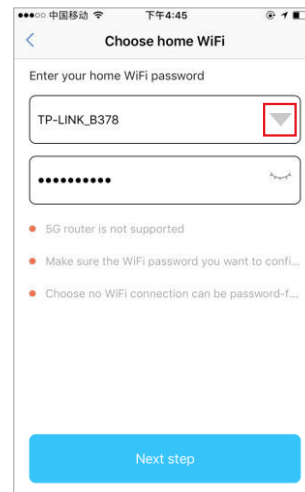 中国移动 下午4:45
Choose home WiFi
Enter your home WiFi password
TP-LINK_B378
●●●●●●●●●●
5G router is not supported
Make sure the WiFi password you want to confi...
Choose no WiFi connection can be password-f...
Next step